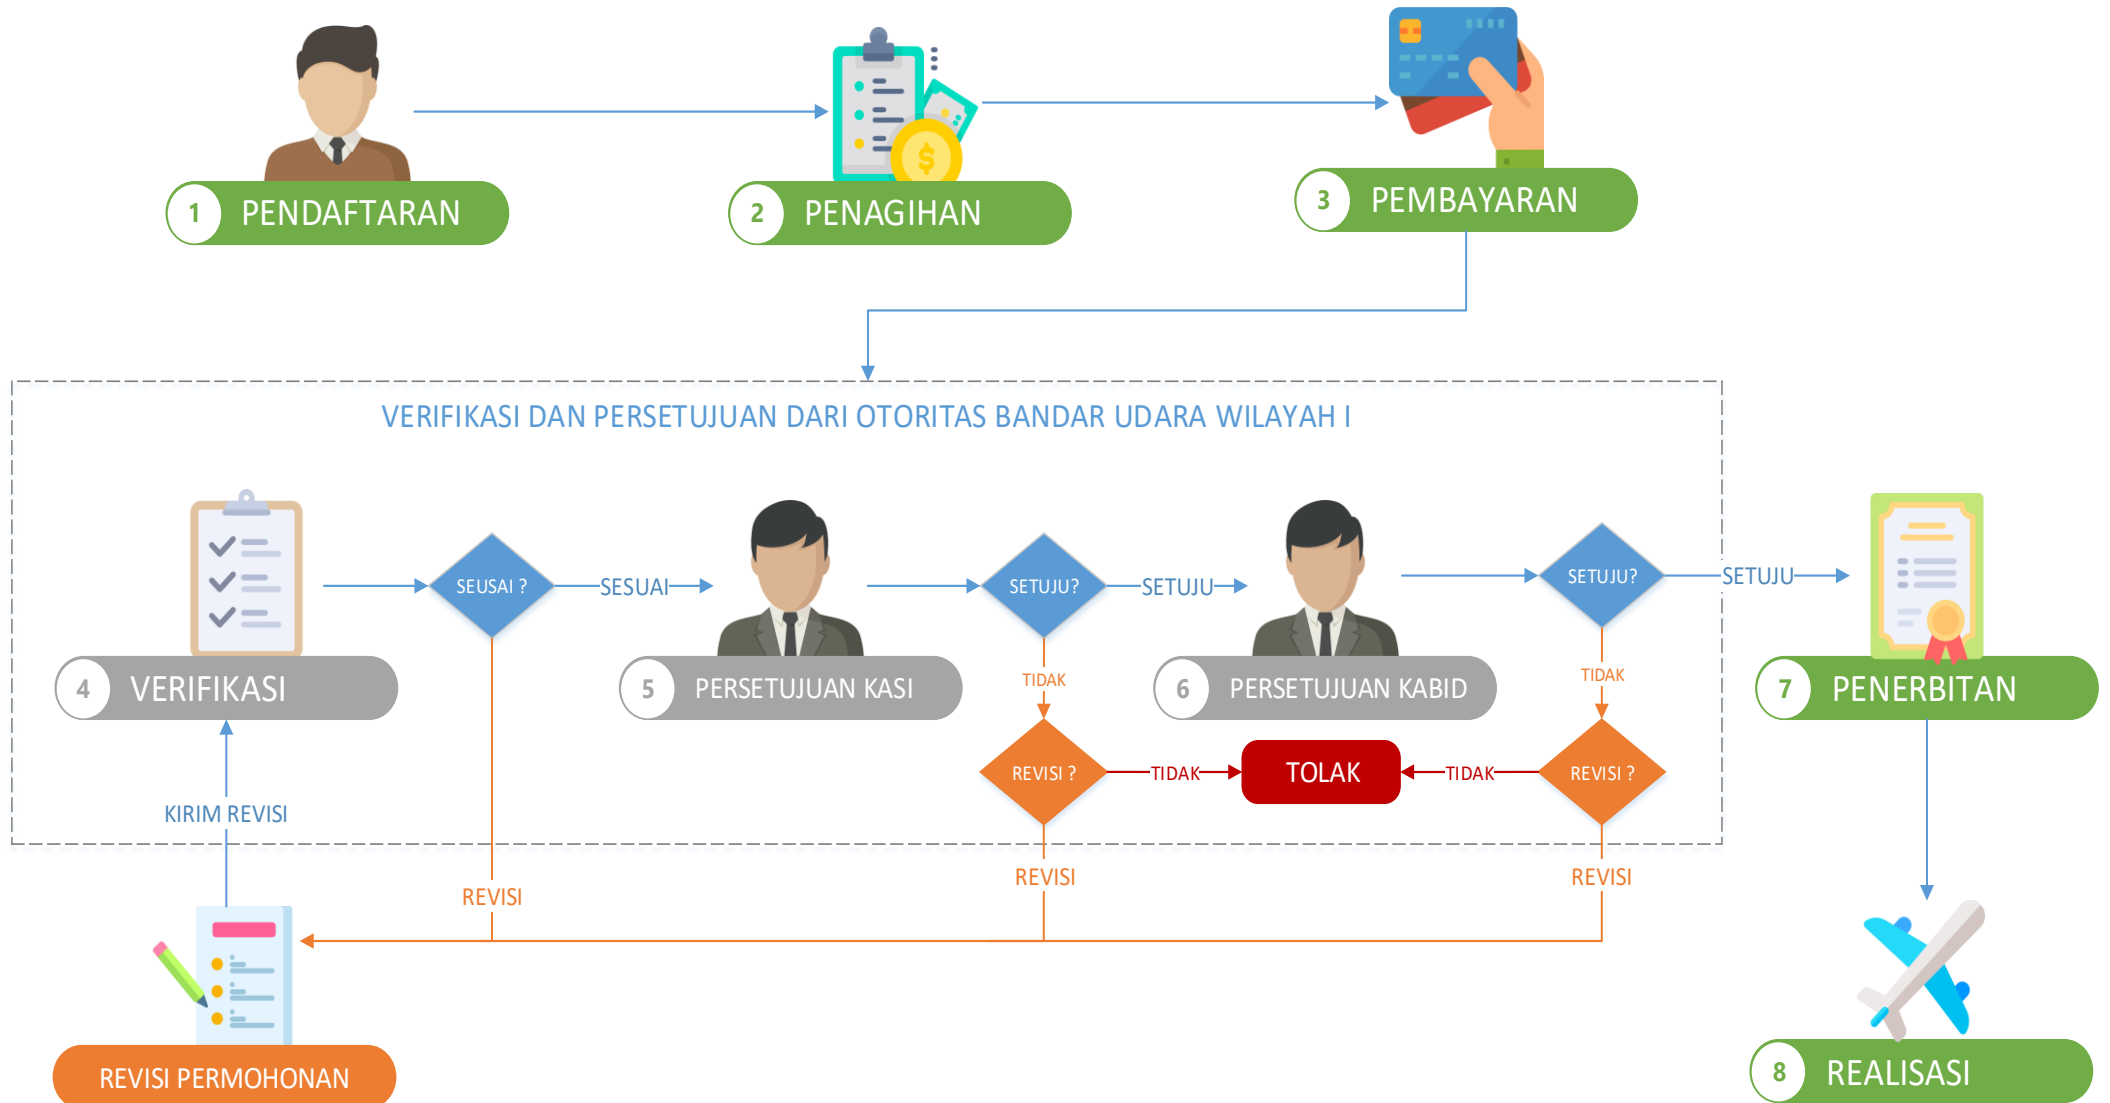 1 PENDAFTARAN
2 PENAGIHAN
3 PEMBAYARAN
VERIFIKASI DAN PERSETUJUAN DARI OTORITAS BANDAR UDARA WILAYAH I
SEUSAI ?
SESUAI
SETUJU?
SETUJU
SETUJU?
SETUJU
4 VERIFIKASI
5 PERSETUJUAN KASI
TIDAK
6 PERSETUJUAN KABID
TIDAK
7 PENERBITAN
REVISI ?
TIDAK
TOLAK
TIDAK
REVISI ?
KIRIM REVISI
REVISI
REVISI
REVISI
REVISI PERMOHONAN
8 REALISASI